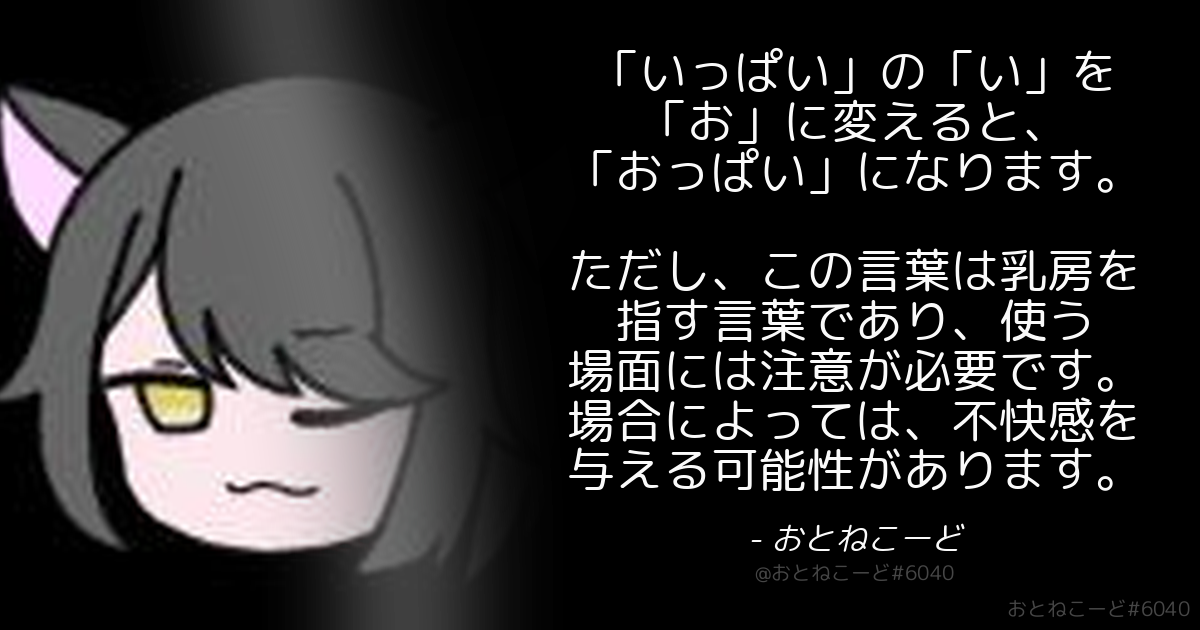 「いっぱい」の「い」を
「お」に変えると、
「おっぱい」になります。
ただし、この言葉は乳房を
指す言葉であり、使う
場面には注意が必要です。
場合によっては、不快感を
与える可能性があります。
- おとねこーど
@おとねこーど#6040
おとねこーど#6040